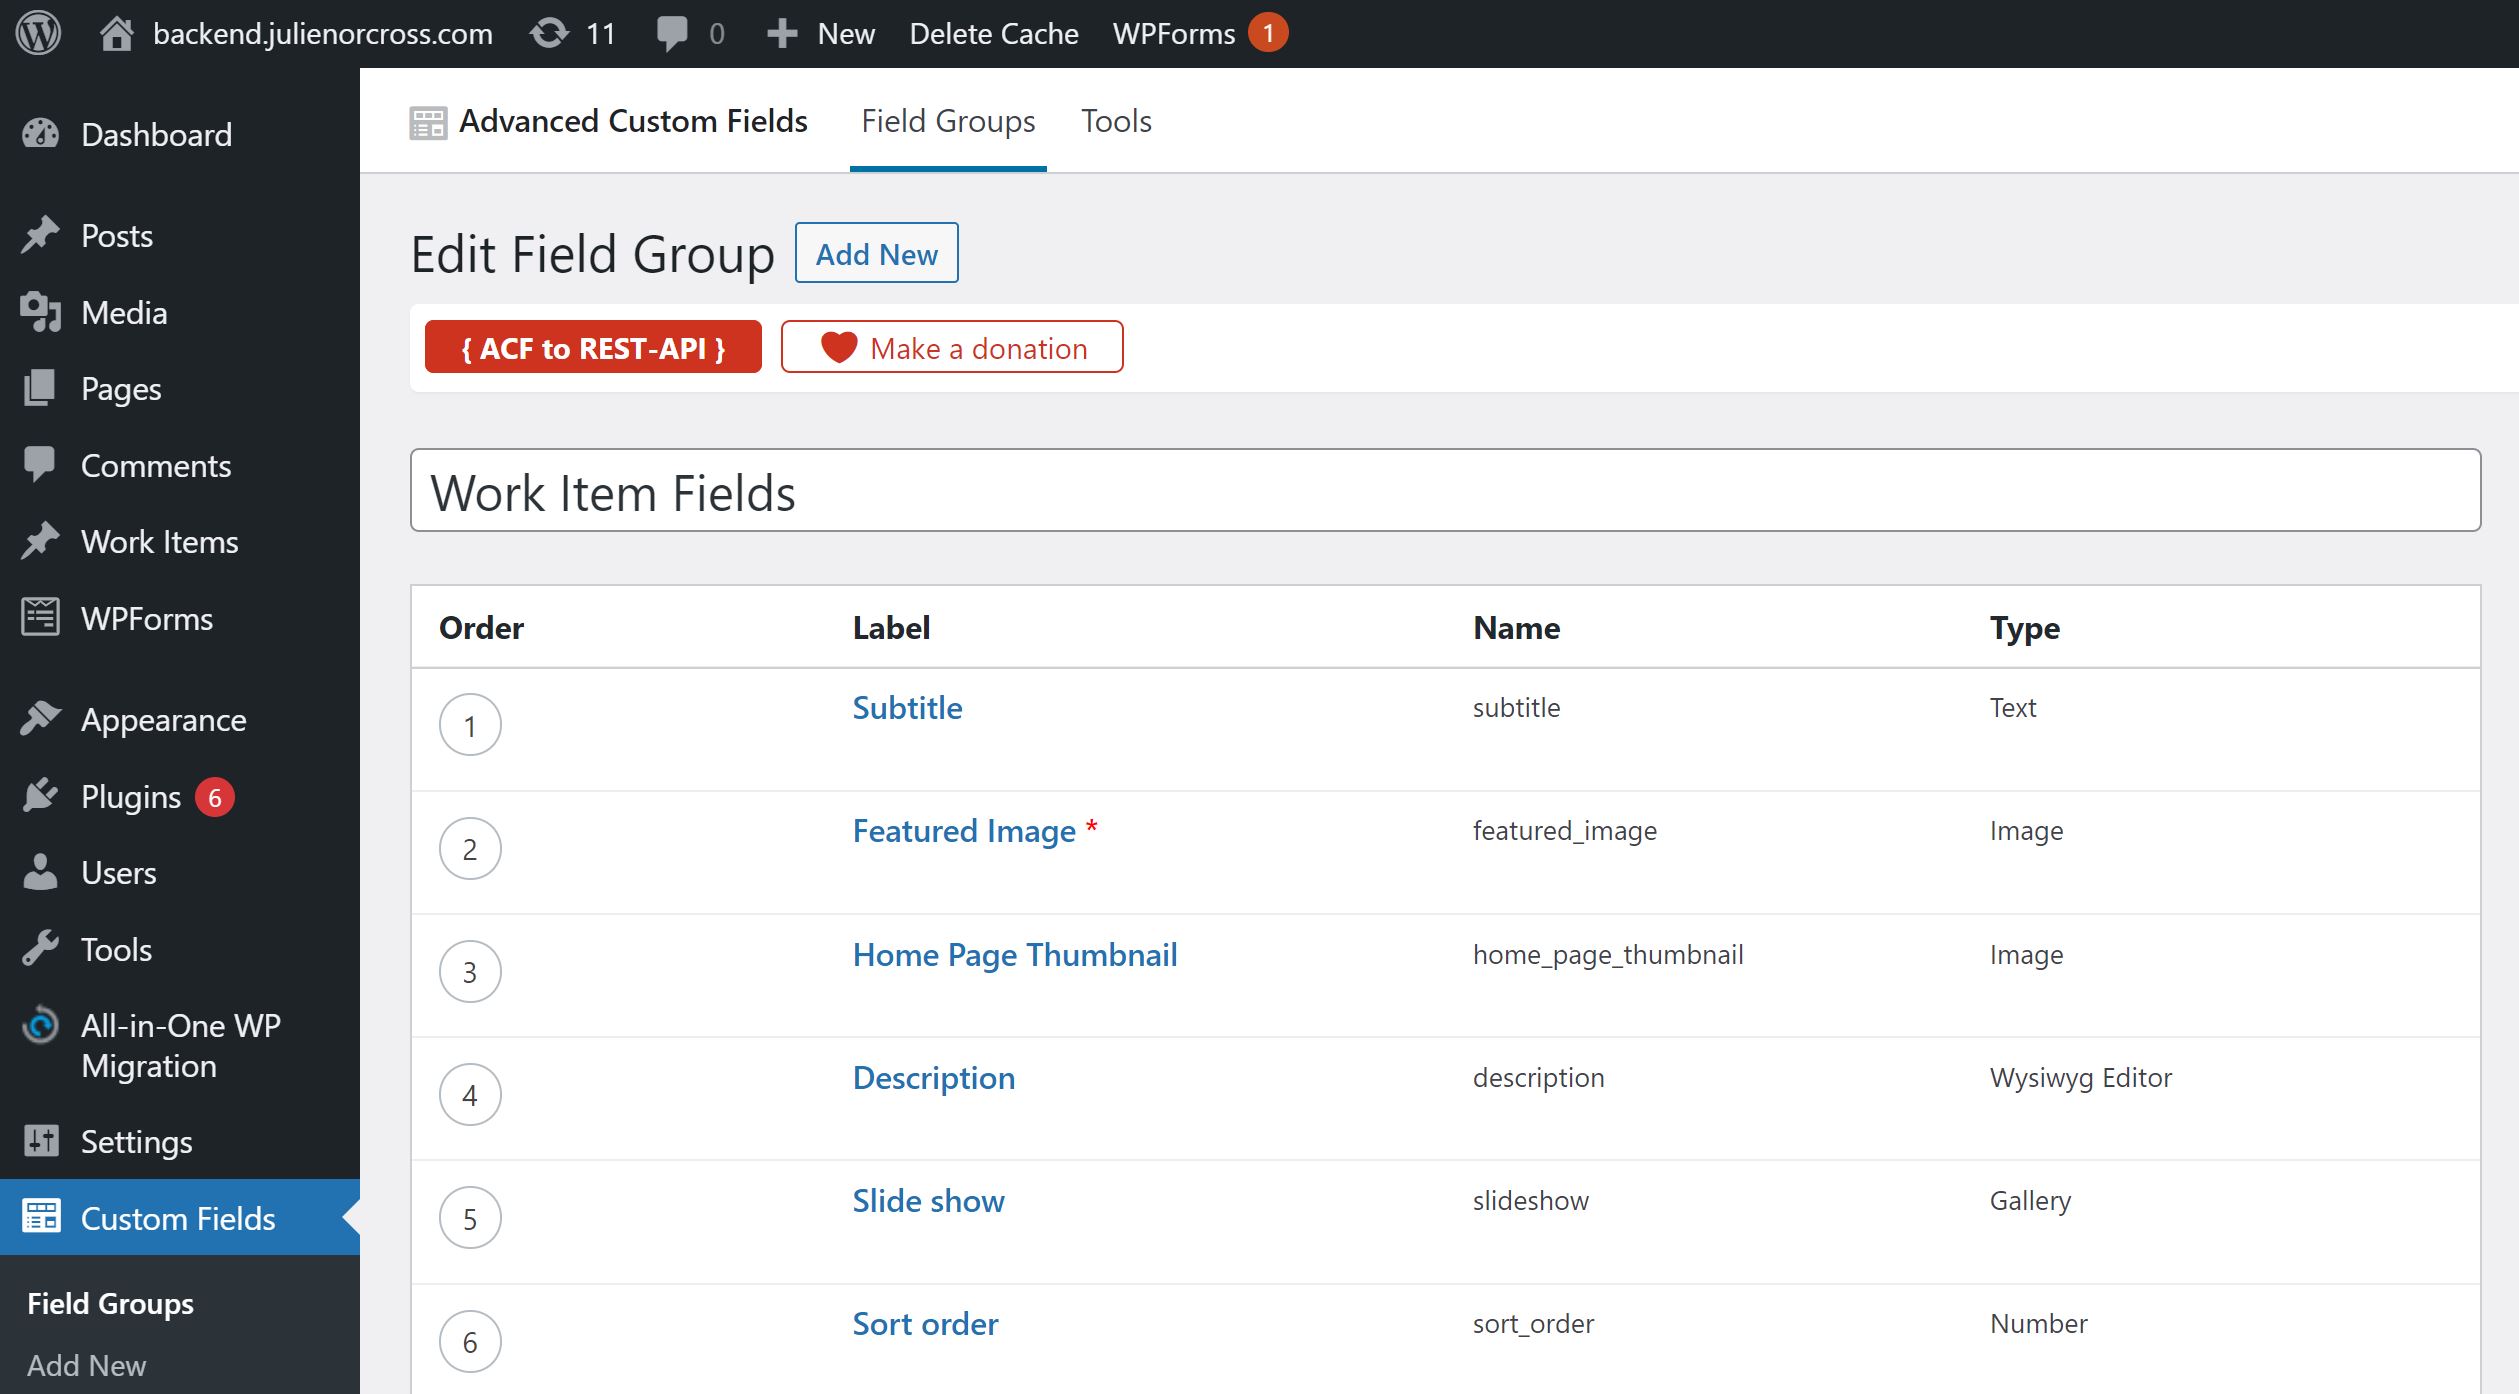 backend.julienorcross.com 11 0 New Delete Cache WPForms 1
Dashboard
Posts
Media
Pages
Comments
Work Items
WPForms
Appearance
Plugins 6
Users
Tools
All-in-One WP
Migration
Settings
Custom Fields
Field Groups
Add New
Advanced Custom Fields Field Groups Tools
Edit Field Group Add New
{ ACF to REST-API } Make a donation
Work Item Fields
Order Label Name Type
1 Subtitle subtitle Text
2 Featured Image * featured_image Image
3 Home Page Thumbnail home_page_thumbnail Image
4 Description description Wysiwyg Editor
5 Slide show slideshow Gallery
6 Sort order sort_order Number